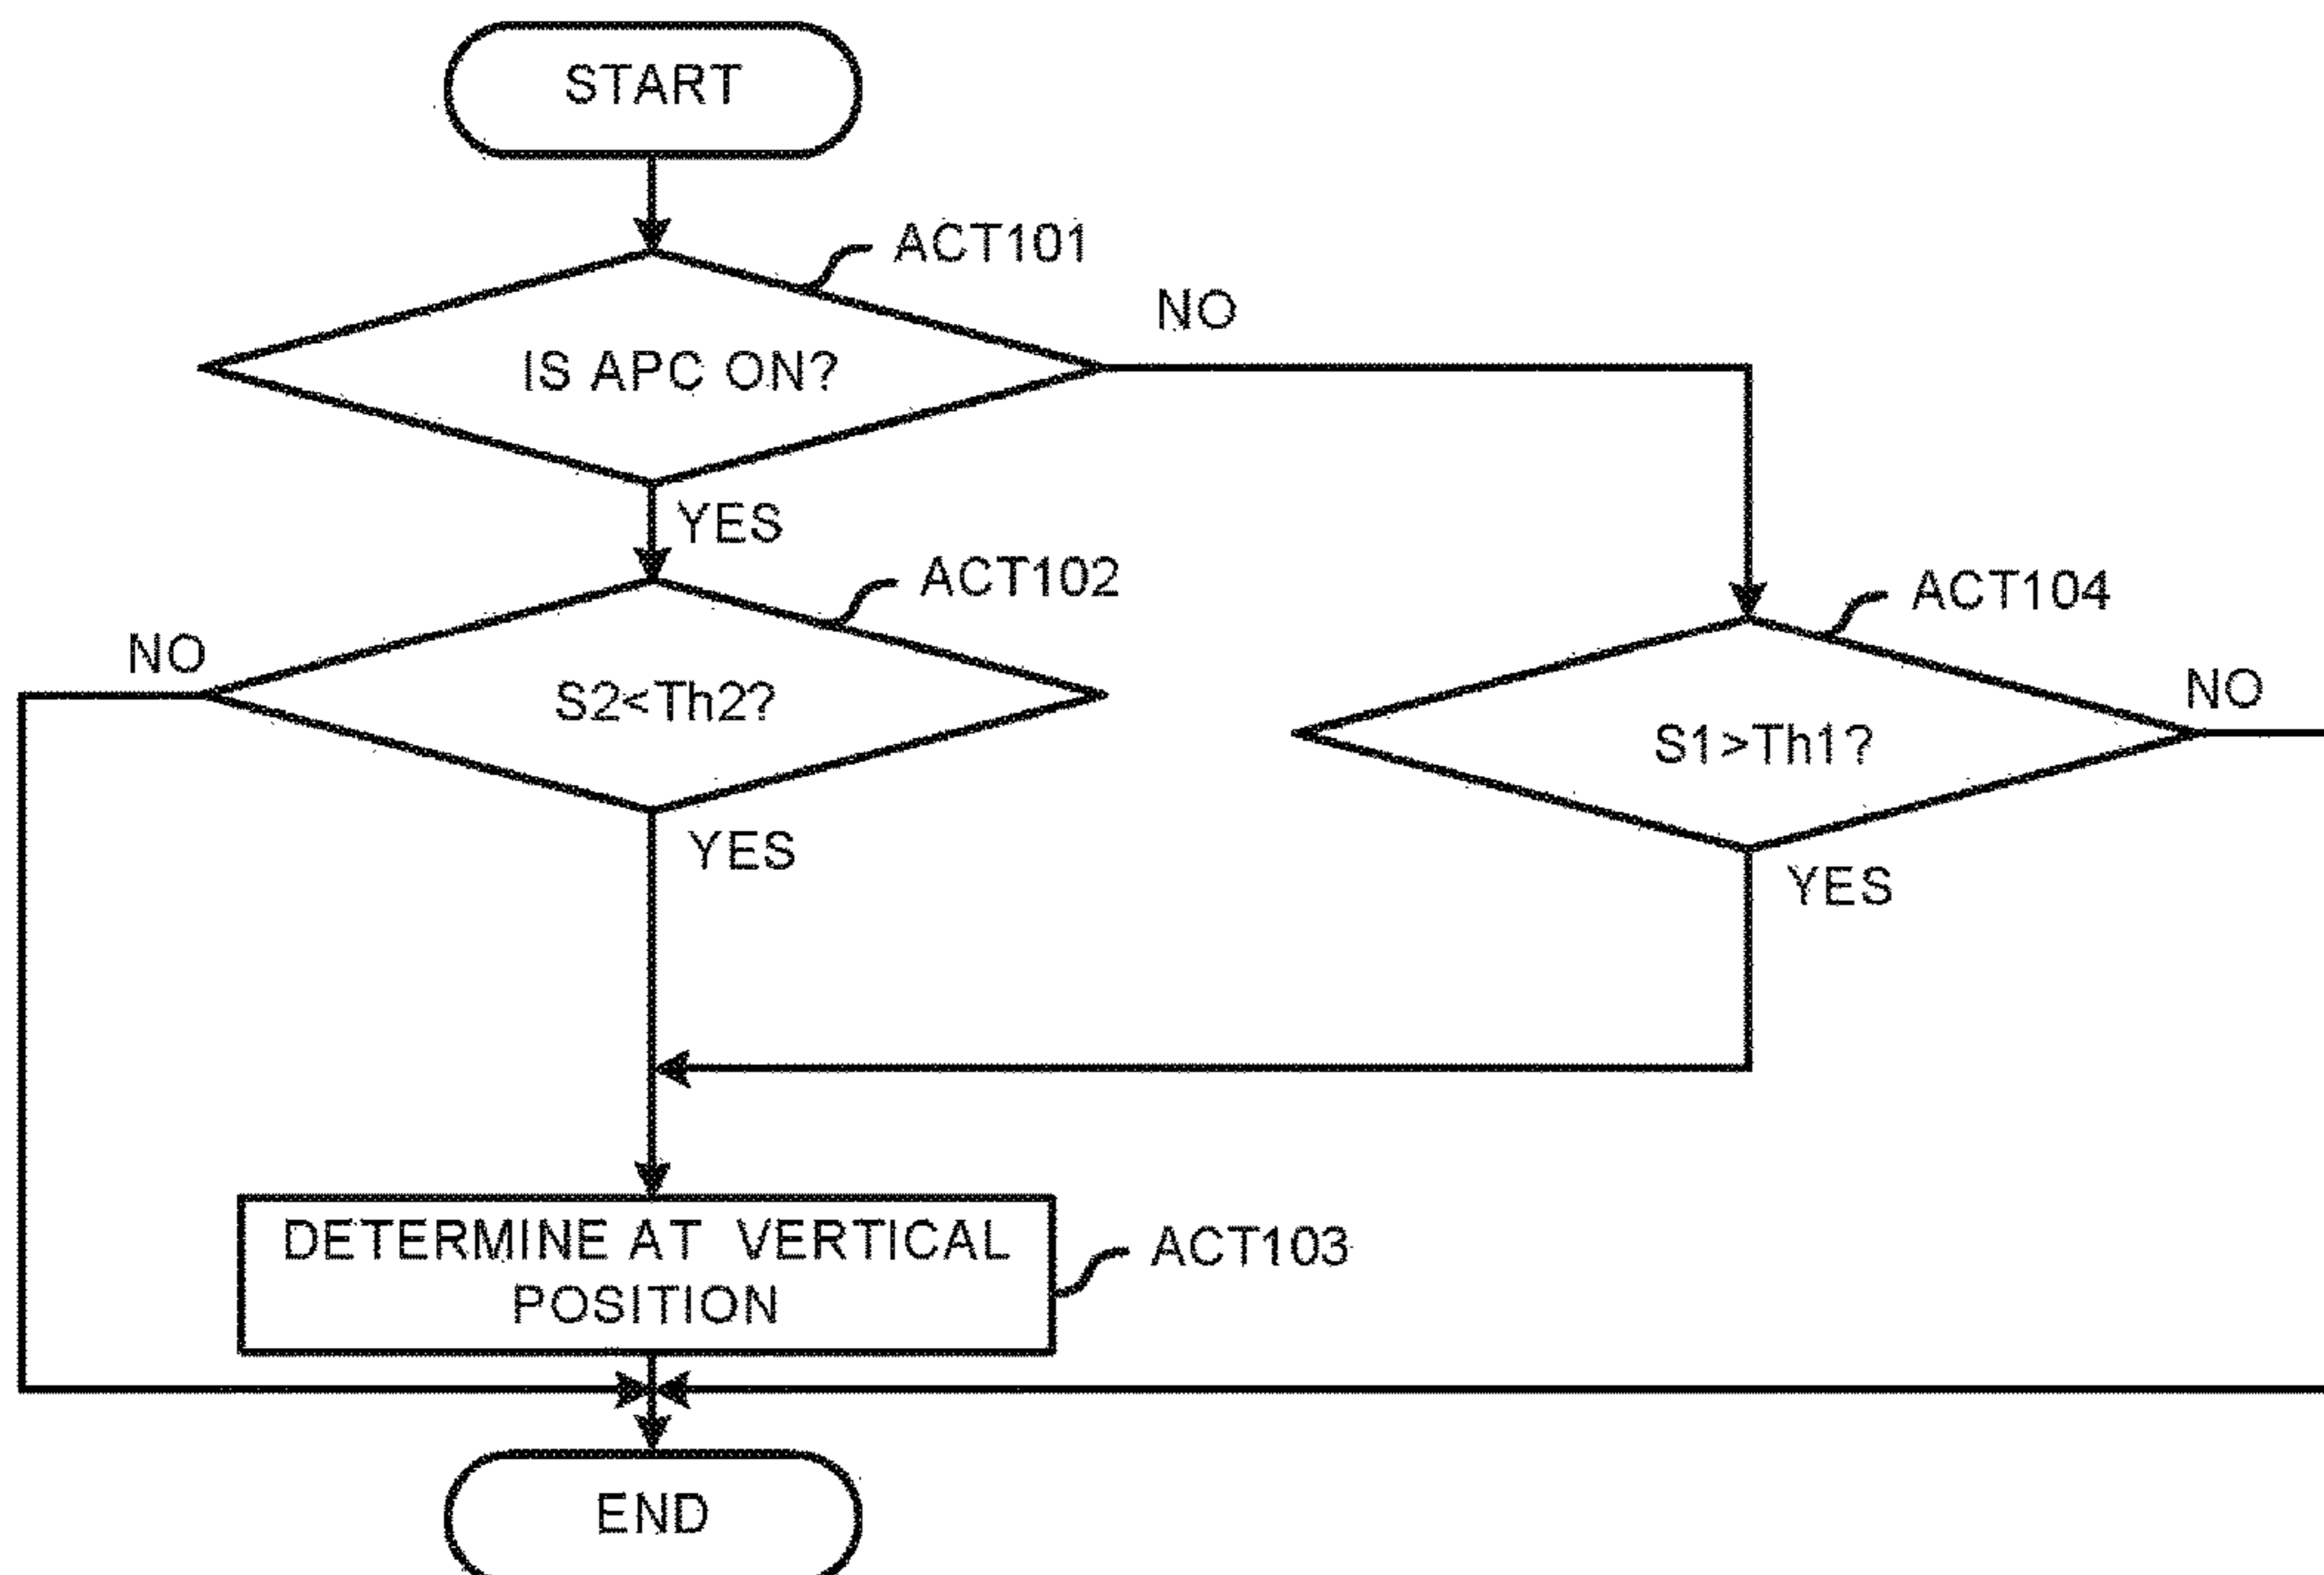 START
ACT101
NO
IS APC ON?
YES
ACT102
ACT104
NO
NO
S2<Th2?
S1>Th1?
YES
YES
DETERMINE AT VERTICAL
POSITION
ACT103
END